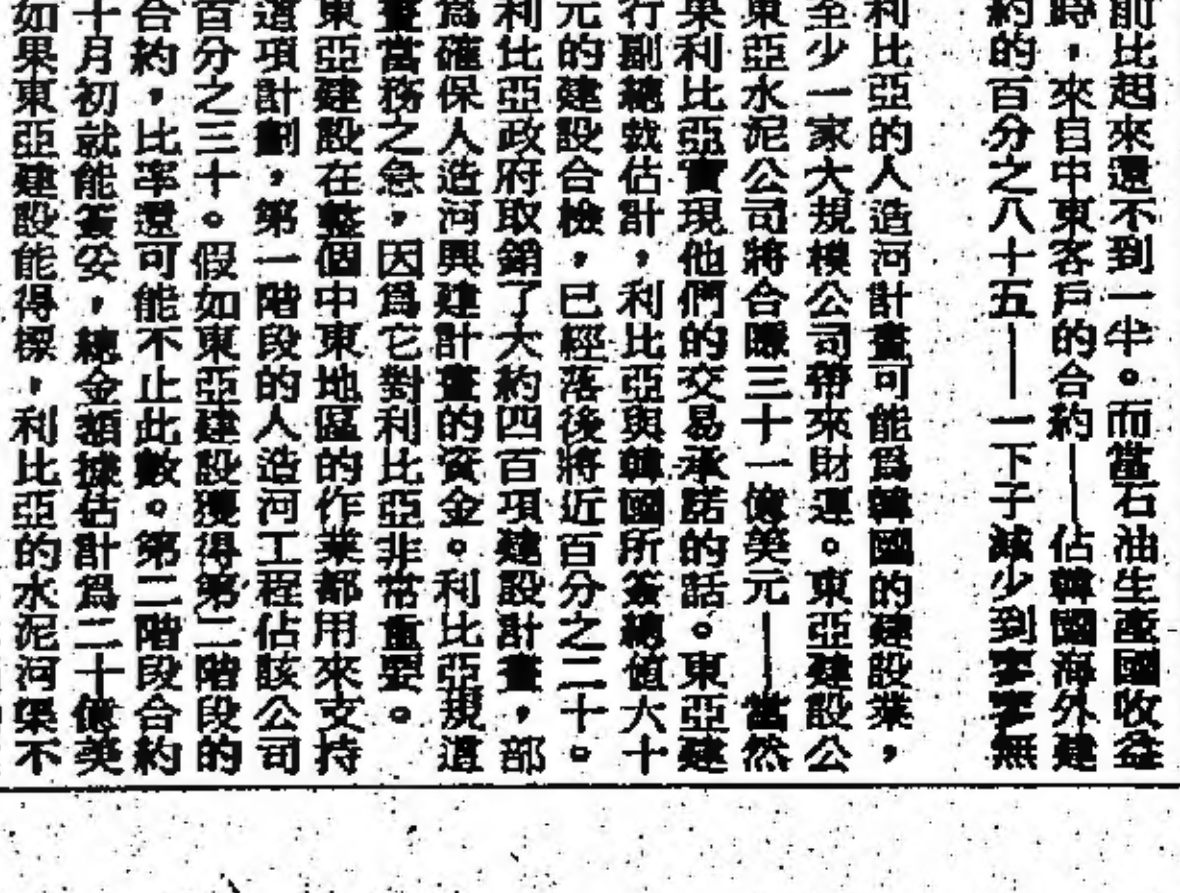 前比起來還不到一半。而當石油生產國收益
時，來自中東客戶的合約——佔韓國海外建
約的百分之八十五——一下子減少到寥寥無
利比亞的人造河計畫可能爲韓國的建設業，
至少一家大規模公司帶來財運。東亞建設公
東亞水泥公司將合賺三十一億美元——當然
果利比亞實現他們的交易承諾的話。東亞建
行副總裁估計，利比亞與韓國所簽總值六十
元的建設合檢，已經落後將近百分之二十。
利比亞政府取銷了大約四百項建設計畫，部
爲確保人造河興建計畫的資金。利比亞視這
畫當務之急，因爲它對利比亞非常重要。
東亞建設在整個中東地區的作業都用來支持
這項計劃，第一階段的人造河工程佔該公司
百分之三十。假如東亞建設獲得第二階段的
合約，比率還可能不止此數。第二階段合約
十月初就能簽妥，總金額據估計爲二十億美
如果東亞建設能得標，利比亞的水泥河渠不